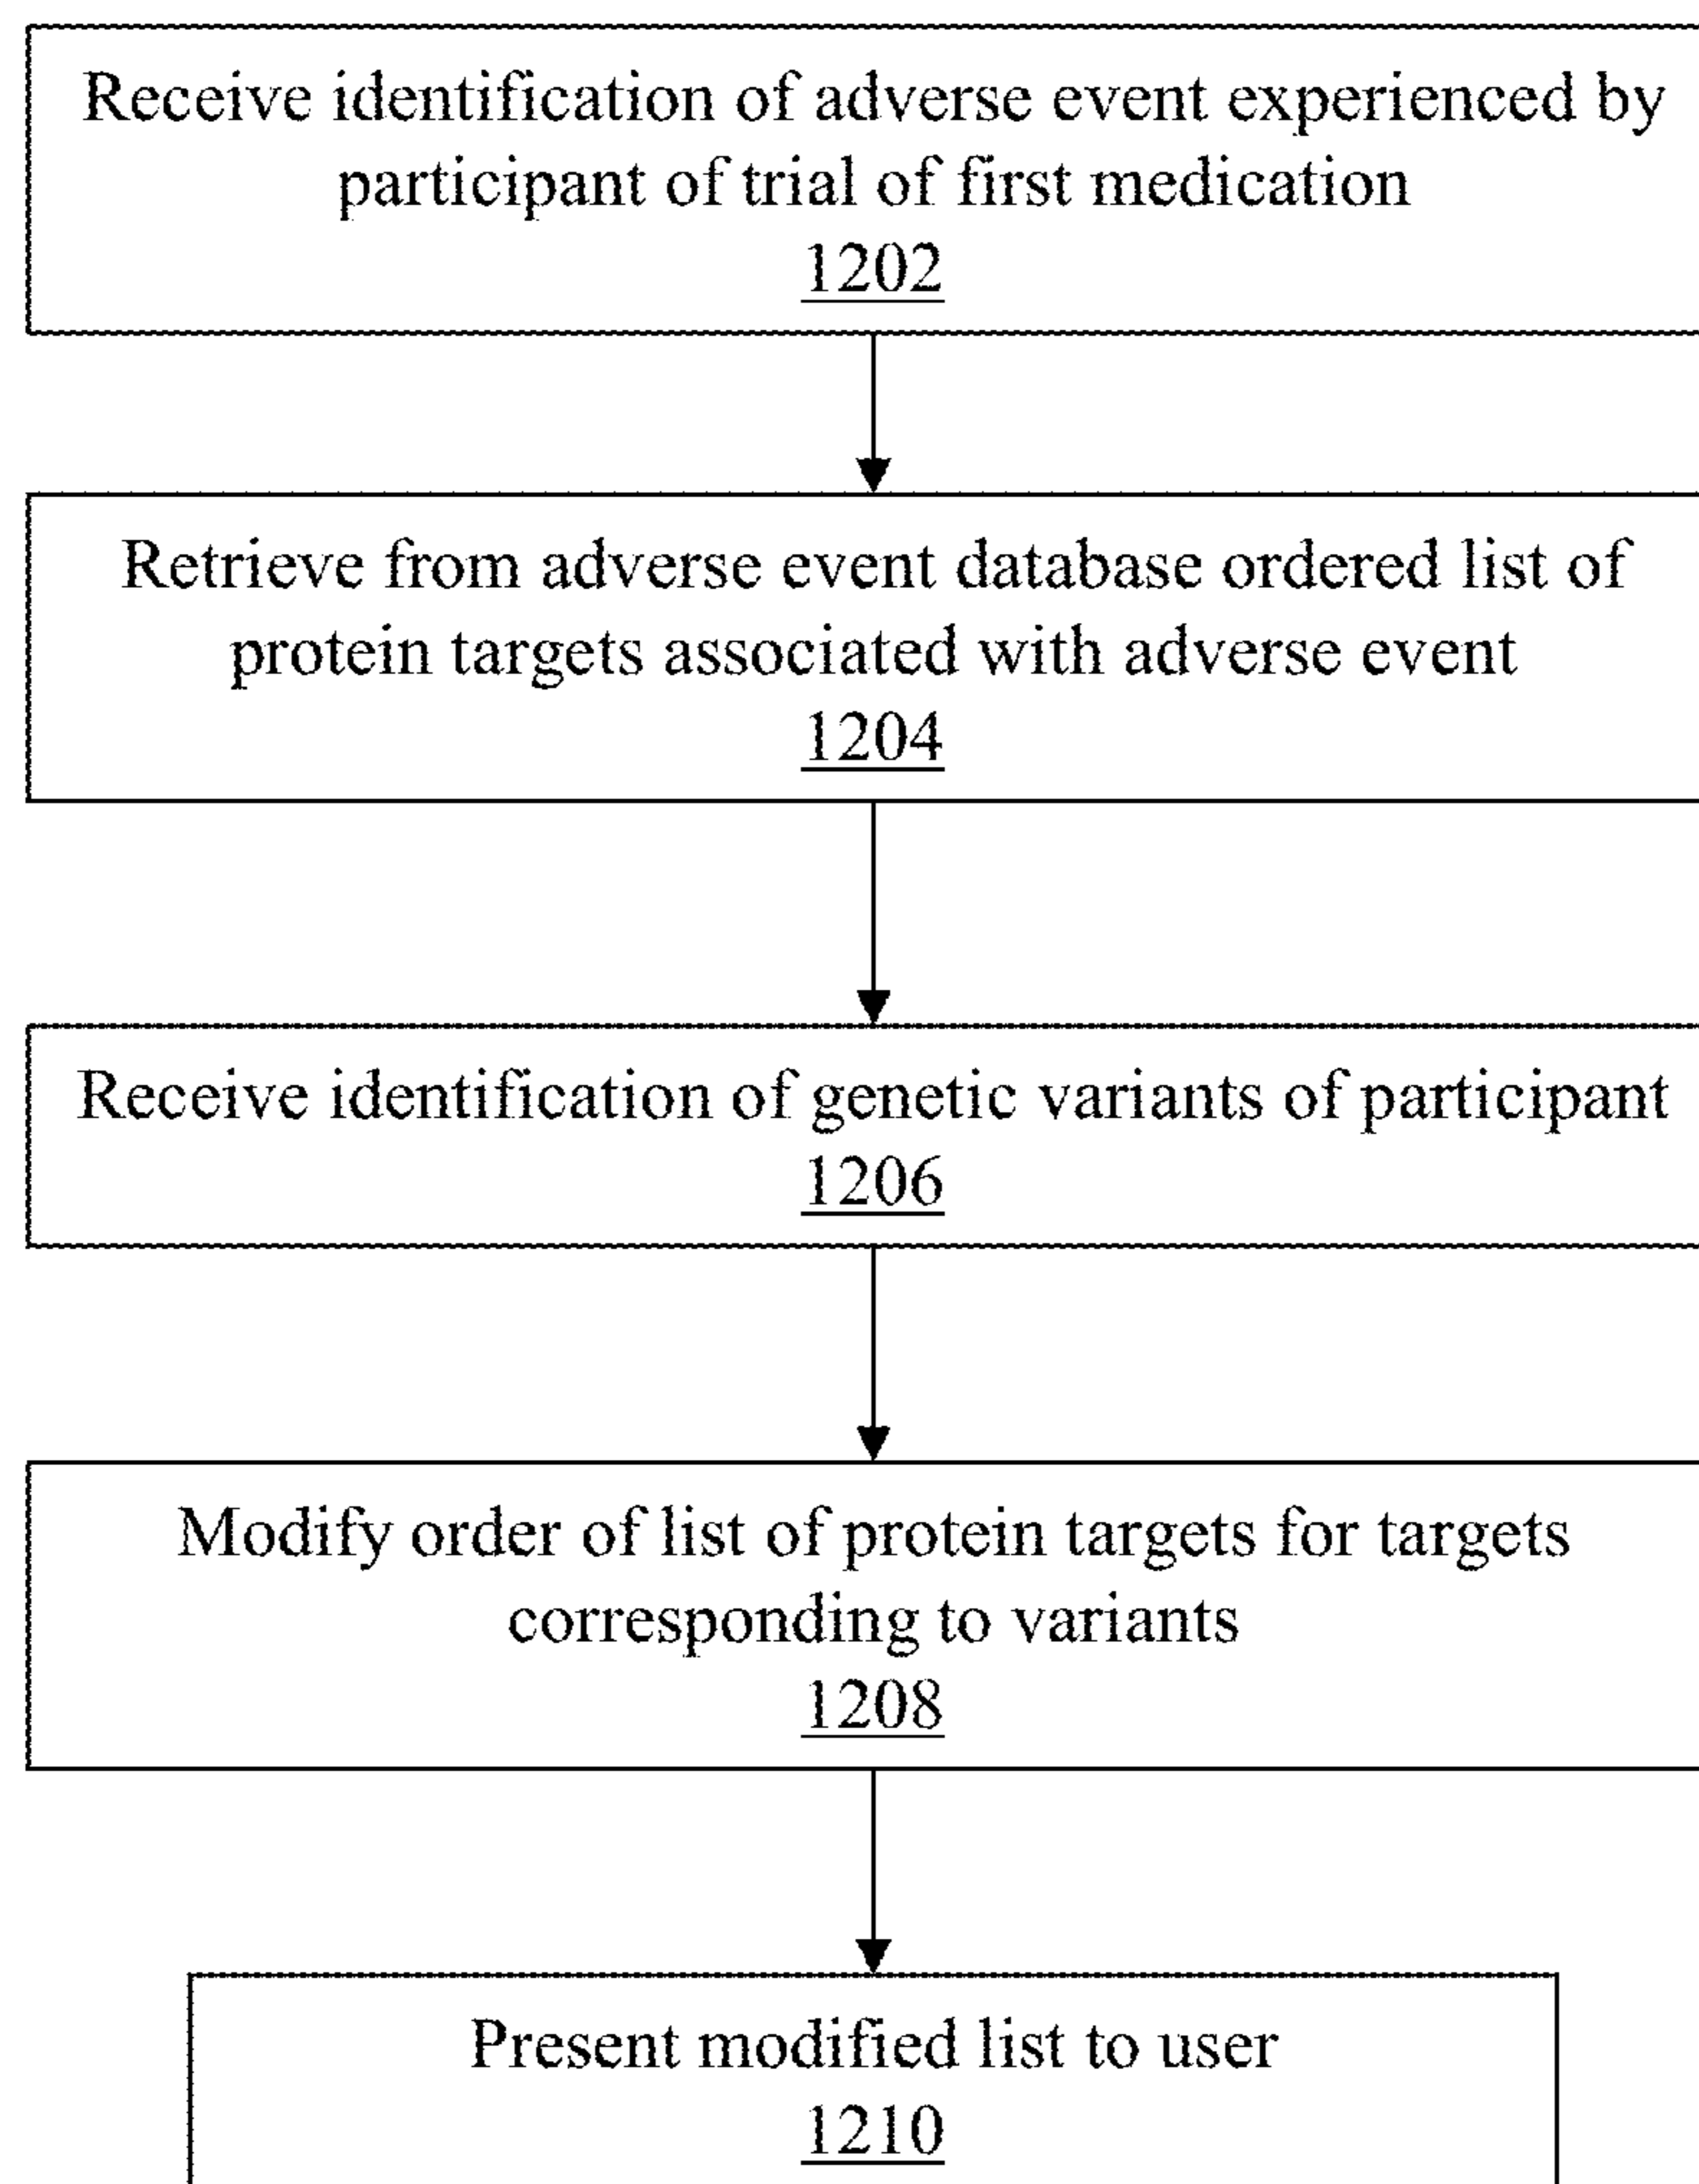 Receive identification of adverse event experienced by
participant of trial of first medication
1202
Retrieve from adverse event database ordered list of
protein targets associated with adverse event
1204
Receive identification of genetic variants of participant
1206
Modify order of list of protein targets for targets
corresponding to variants
1208
Present modified list to user
1210